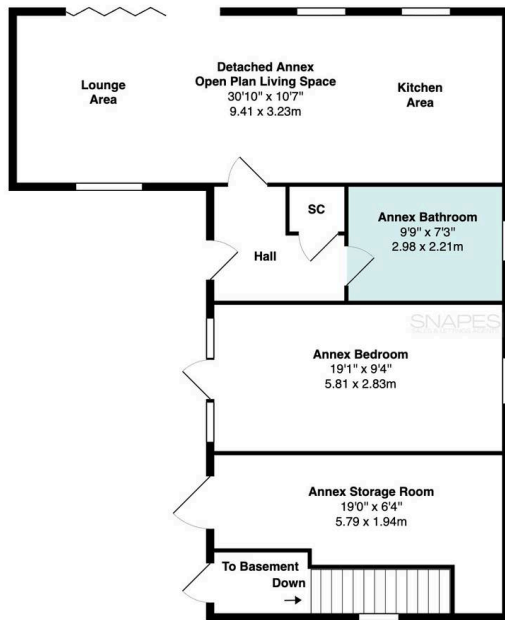 Detached Annex
Open Plan Living Space
30'10" x 10'7"
9.41 x 3.23m
Lounge
Area
Kitchen
Area
SC
Hall
Annex Bathroom
9'9" x 7'3"
2.98 x 2.21m
SNAPES
Annex Bedroom
19'1" x 9'4"
5.81 x 2.83m
Annex Storage Room
19'0" x 6'4"
5.79 x 1.94m
To Basement
Down